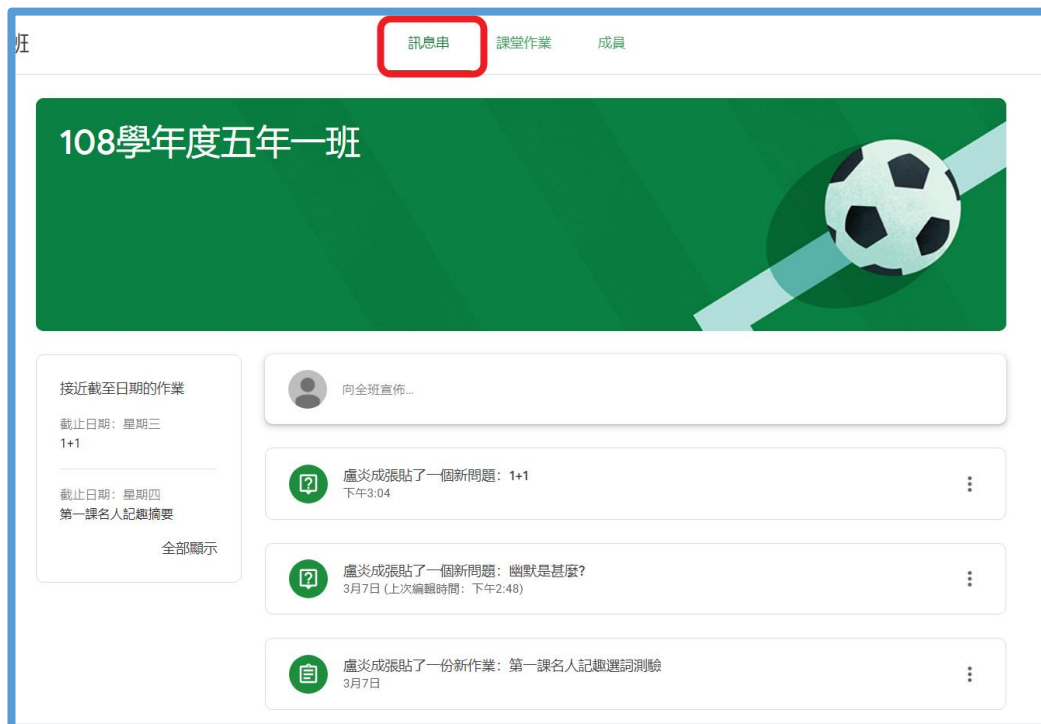 班
訊息串
課堂作業
成員
108學年度五年一班
接近截至日期的作業
截止日期：星期三
1+1
截止日期：星期四
第一課名人記趣摘要
全部顯示
向全班宣佈...
盧炎成張貼了一個新問題：1+1
下午3:04
盧炎成張貼了一個新問題：幽默是甚麼?
3月7日 (上次編輯時間：下午2:48)
盧炎成張貼了一份新作業：第一課名人記趣選詞測驗
3月7日